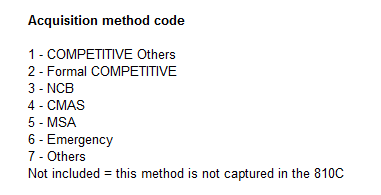 Acquisition method code
1 - COMPETITIVE Others
2 - Formal COMPETITIVE
3 - NCB
4 - CMAS
5 - MSA
6 - Emergency
7 - Others
Not included = this method is not captured in the 810C